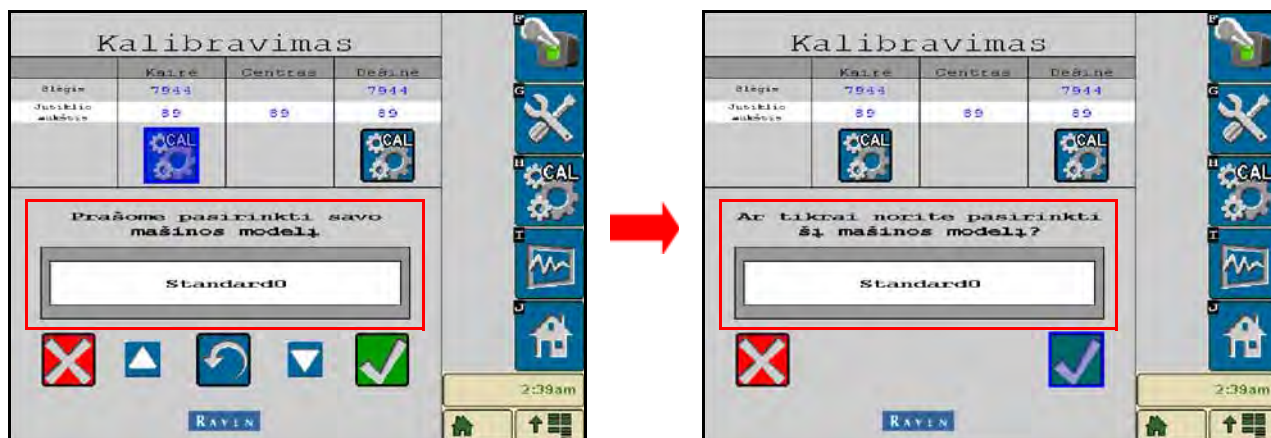 Kalibravimas
Kairė Centras Dešinė
Slėgis 7944 7944
Jutiklio aukštis 89 89 89
CAL CAL
Prašome pasirinkti savo
mašinos modelį
Standard0
RAVEN
F
G
H
CAL
I
J
2:39am
Kalibravimas
Kairė Centras Dešinė
Slėgis 7944 7944
Jutiklio aukštis 89 89 89
CAL CAL
Ar tikrai norite pasirinkti
šį mašinos modelį?
Standard0
RAVEN
F
G
H
CAL
I
J
2:39am